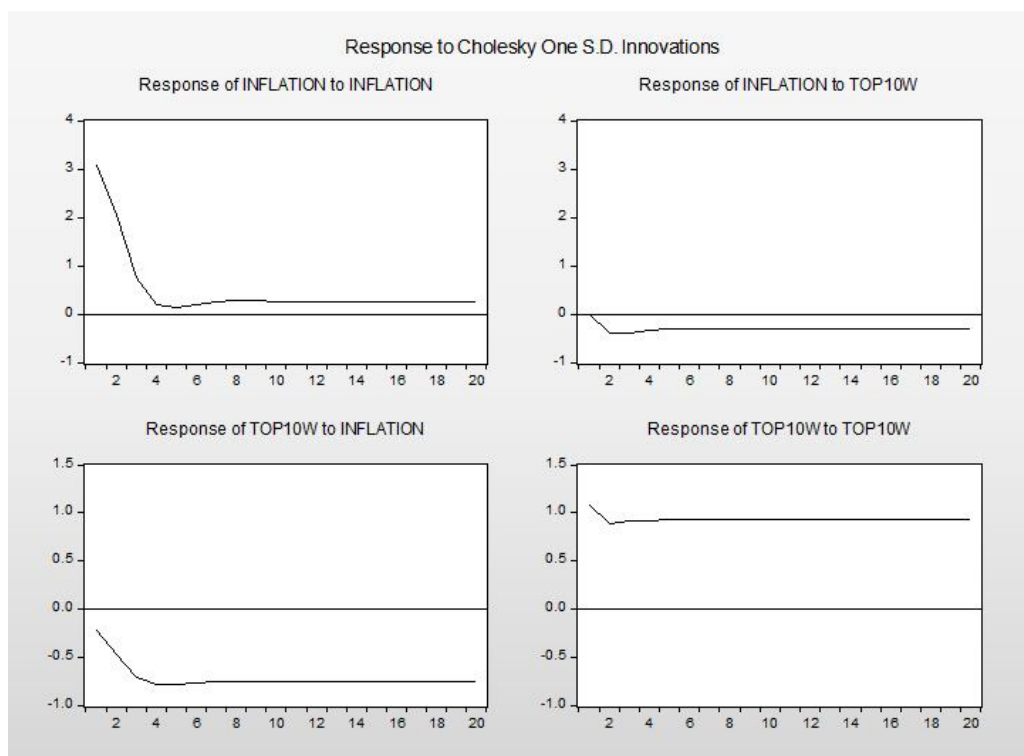 Response to Cholesky One S.D. Innovations
Response of INFLATION to INFLATION
4
3
2
1
0
-1
2 4 6 8 10 12 14 16 18 20
Response of INFLATION to TOP10W
4
3
2
1
0
-1
2 4 6 8 10 12 14 16 18 20
Response of TOP10W to INFLATION
1.5
1.0
0.5
0.0
-0.5
-1.0
2 4 6 8 10 12 14 16 18 20
Response of TOP10W to TOP10W
1.5
1.0
0.5
0.0
-0.5
-1.0
2 4 6 8 10 12 14 16 18 20